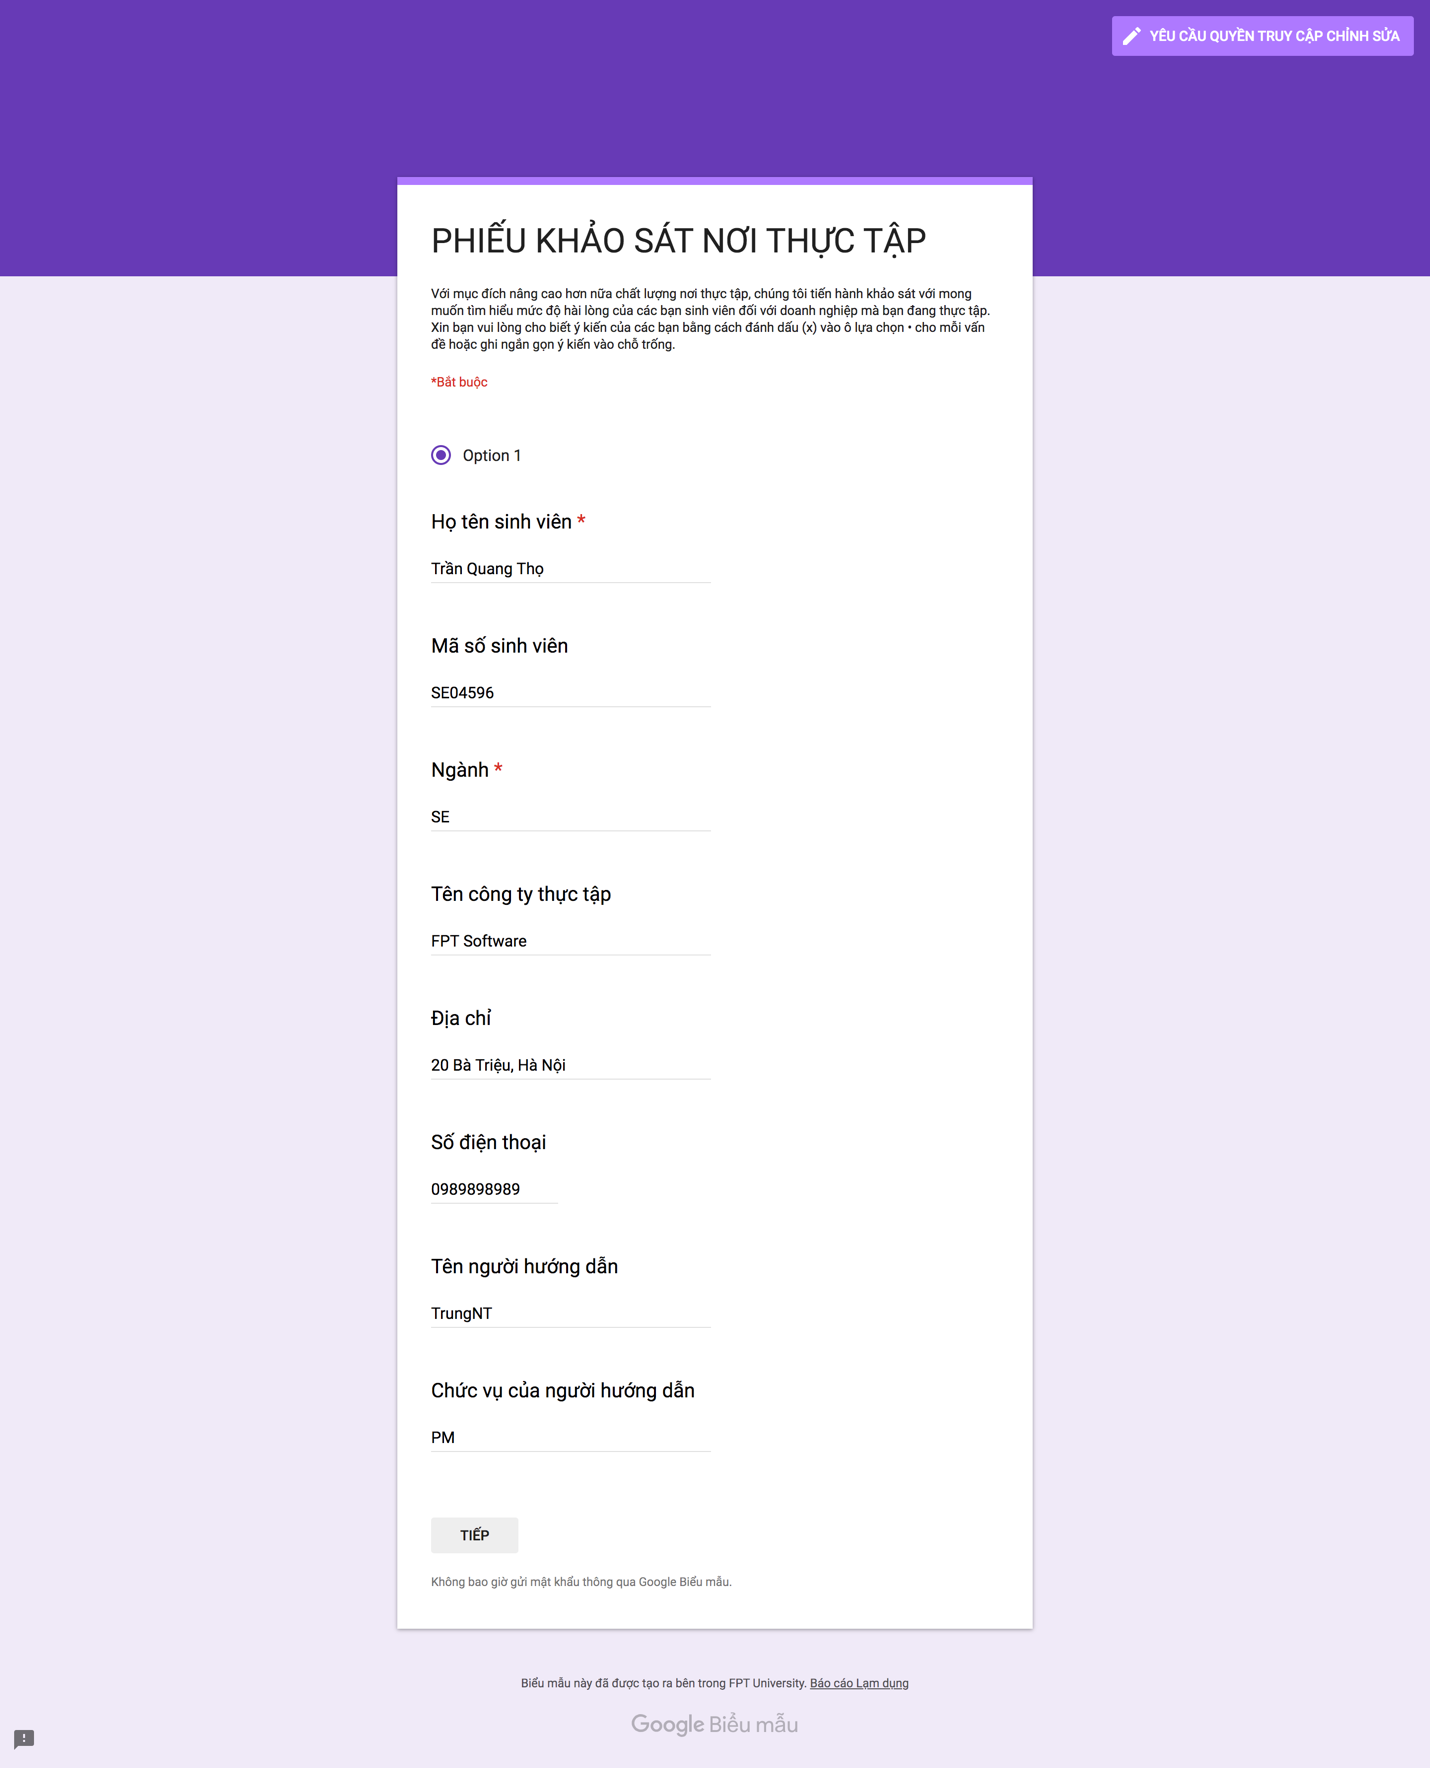 YÊU CẦU QUYỀN TRUY CẬP CHỈNH SỬA
PHIẾU KHẢO SÁT NƠI THỰC TẬP
Với mục đích nâng cao hơn nữa chất lượng nơi thực tập, chúng tôi tiến hành khảo sát với mong
muốn tìm hiểu mức độ hài lòng của các bạn sinh viên đối với doanh nghiệp mà bạn đang thực tập.
Xin bạn vui lòng cho biết ý kiến của các bạn bằng cách đánh dấu (x) vào ô lựa chọn • cho mỗi vấn
đề hoặc ghi ngắn gọn ý kiến vào chỗ trống.
*Bắt buộc
Option 1
Họ tên sinh viên *
Trần Quang Thọ
Mã số sinh viên
SE04596
Ngành *
SE
Tên công ty thực tập
FPT Software
Địa chỉ
20 Bà Triệu, Hà Nội
Số điện thoại
0989898989
Tên người hướng dẫn
TrungNT
Chức vụ của người hướng dẫn
PM
TIẾP
Không bao giờ gửi mật khẩu thông qua Google Biểu mẫu.
Biểu mẫu này đã được tạo ra bên trong FPT University. Báo cáo Lạm dụng
Google Biểu mẫu